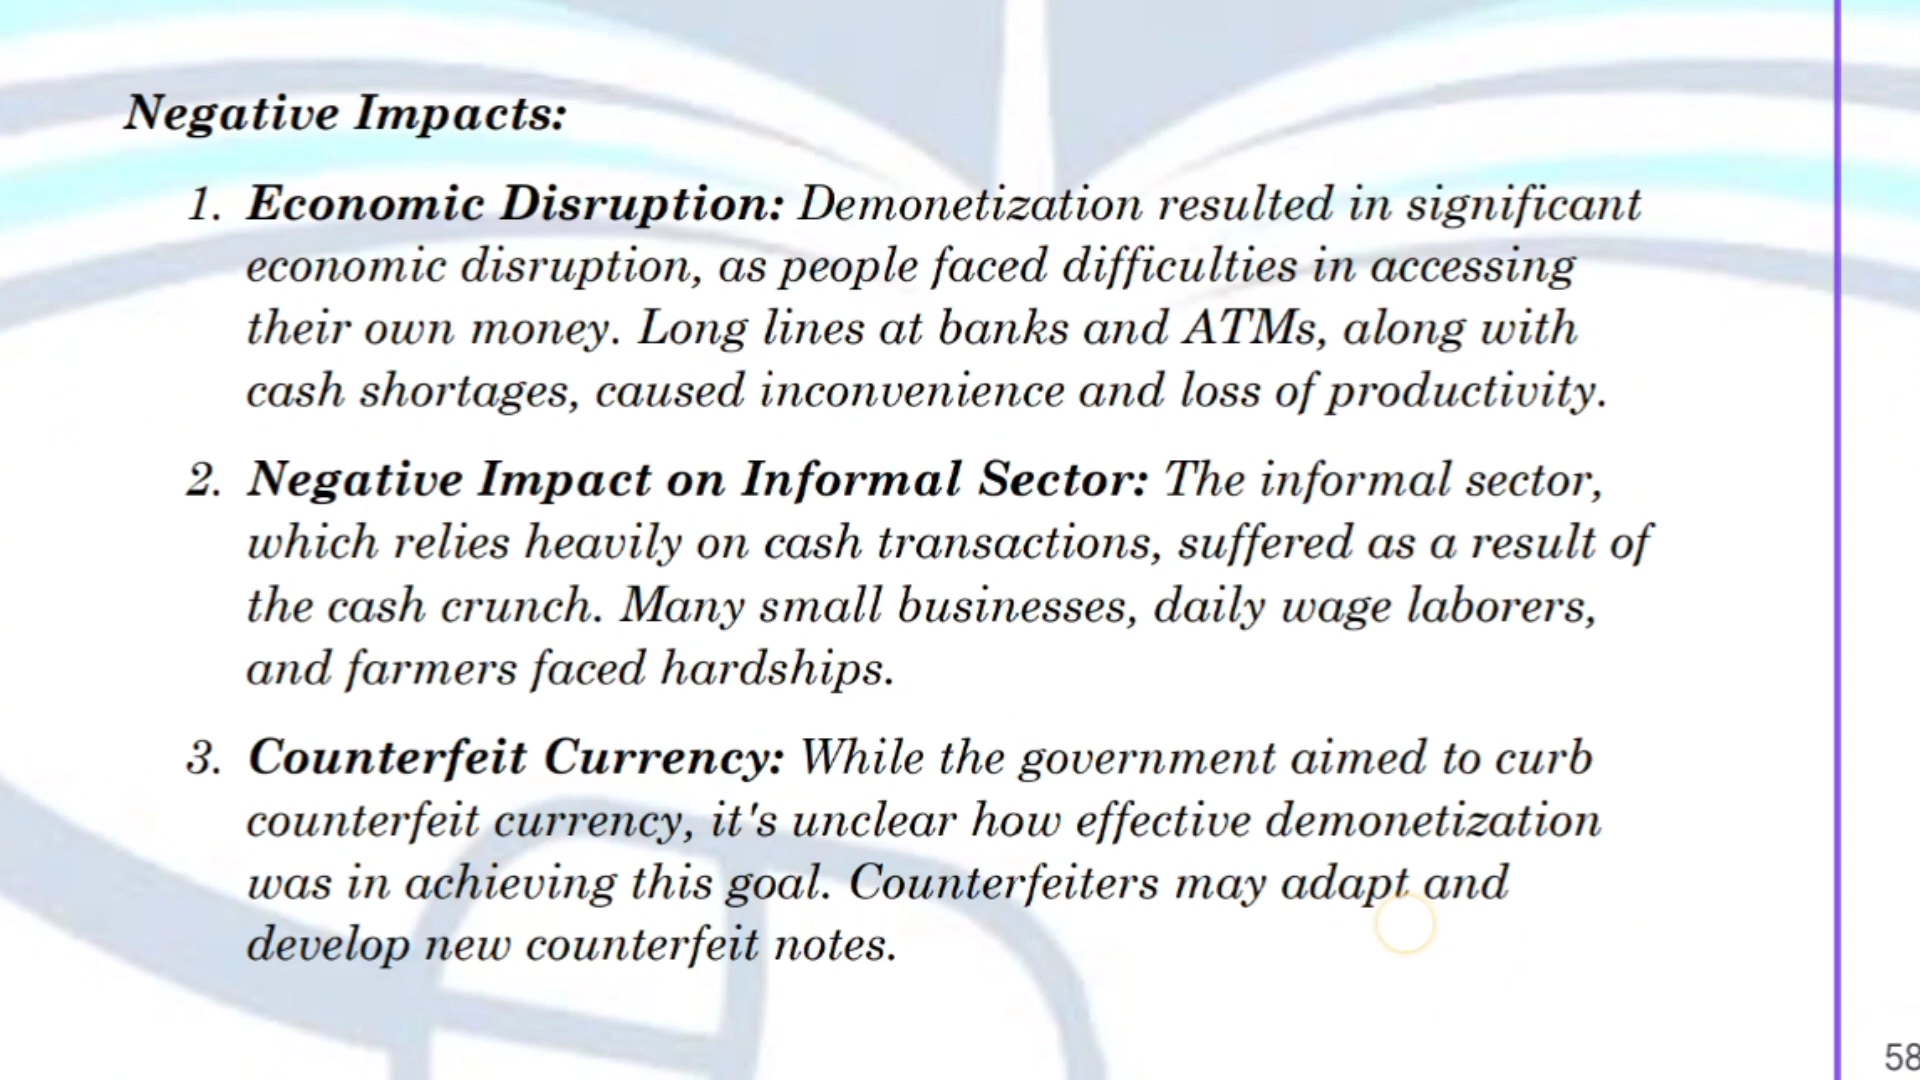 Negative Impacts:
1. Economic Disruption: Demonetization resulted in significant
economic disruption, as people faced difficulties in accessing
their own money. Long lines at banks and ATMs, along with
cash shortages, caused inconvenience and loss of productivity.
2. Negative Impact on Informal Sector: The informal sector,
which relies heavily on cash transactions, suffered as a result of
the cash crunch. Many small businesses, daily wage laborers,
and farmers faced hardships.
3. Counterfeit Currency: While the government aimed to curb
counterfeit currency, it's unclear how effective demonetization
was in achieving this goal. Counterfeiters may adapt and
develop new counterfeit notes.
58